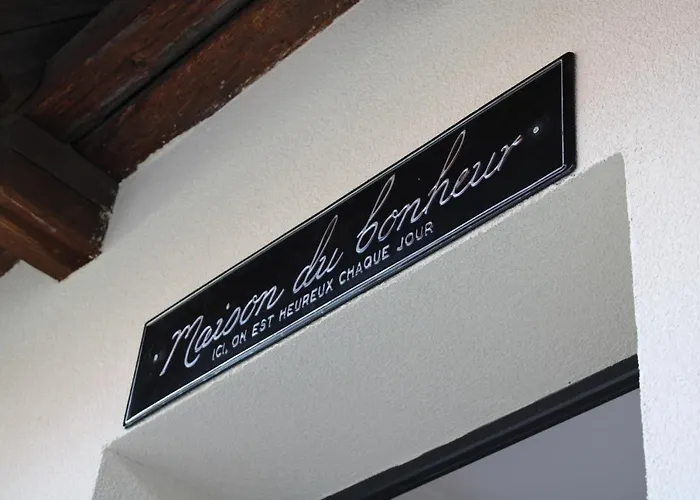 Maison du bonheur
ICI, ON EST HEUREUX CHAQUE JOUR